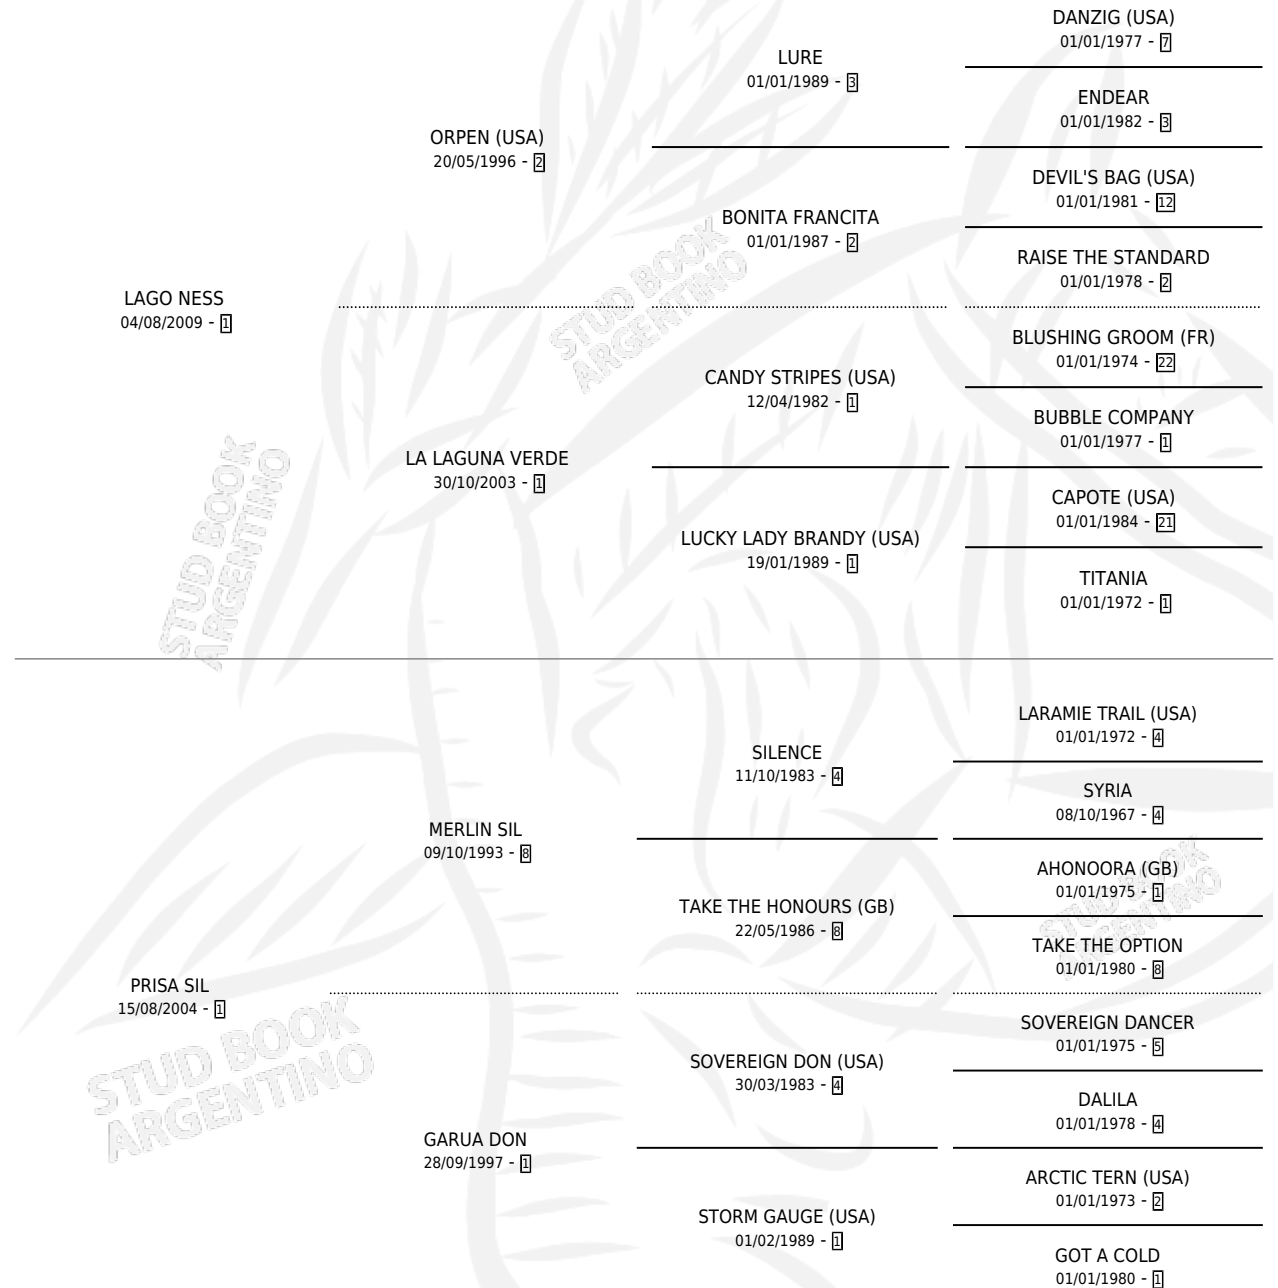 DANZIG (USA)
01/01/1977 - 7
LURE
01/01/1989 - 3
ENDEAR
01/01/1982 - 3
ORPEN (USA)
20/05/1996 - 2
DEVIL'S BAG (USA)
01/01/1981 - 12
BONITA FRANCITA
01/01/1987 - 2
RAISE THE STANDARD
01/01/1978 - 2
LAGO NESS
04/08/2009 - 1
BLUSHING GROOM (FR)
01/01/1974 - 22
CANDY STRIPES (USA)
12/04/1982 - 1
BUBBLE COMPANY
01/01/1977 - 1
LA LAGUNA VERDE
30/10/2003 - 1
CAPOTE (USA)
01/01/1984 - 21
LUCKY LADY BRANDY (USA)
19/01/1989 - 1
TITANIA
01/01/1972 - 1
LARAMIE TRAIL (USA)
01/01/1972 - 4
SILENCE
11/10/1983 - 4
SYRIA
08/10/1967 - 4
MERLIN SIL
09/10/1993 - 8
AHONOORA (GB)
01/01/1975 - 1
TAKE THE HONOURS (GB)
22/05/1986 - 8
TAKE THE OPTION
01/01/1980 - 8
PRISA SIL
15/08/2004 - 1
SOVEREIGN DANCER
01/01/1975 - 5
SOVEREIGN DON (USA)
30/03/1983 - 4
DALILA
01/01/1978 - 4
GARUA DON
28/09/1997 - 1
ARCTIC TERN (USA)
01/01/1973 - 2
STORM GAUGE (USA)
01/02/1989 - 1
GOT A COLD
01/01/1980 - 1
STUD BOOK
ARGENTINO
STUD BOOK
ARGENTINO
STUD BOOK
ARGENTINO
STUD BOOK
ARGENTINO